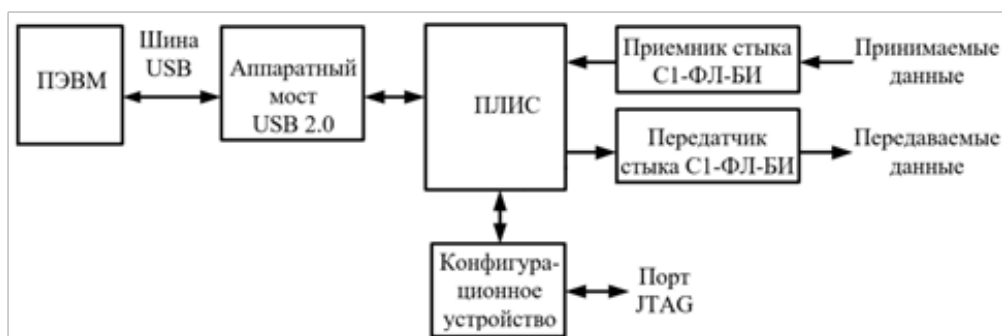 ПЭВМ
Шина
USB
Аппаратный
мост
USB 2.0
ПЛИС
Приемник стыка
С1-ФЛ-БИ
Принимаемые
данные
Передатчик
стыка С1-ФЛ-БИ
Передаваемые
данные
Конфигура-
ционное
устройство
Порт
JTAG